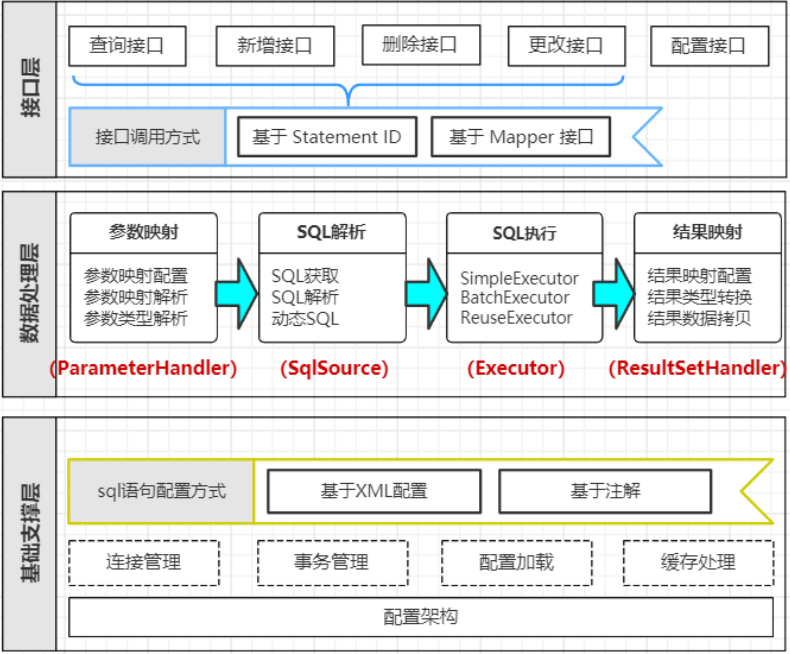 接口层
查询接口
新增接口
删除接口
更改接口
配置接口
接口调用方式
基于 Statement ID
基于 Mapper 接口
数据处理层
参数映射
参数映射配置
参数映射解析
参数类型解析
(ParameterHandler)
SQL解析
SQL获取
SQL解析
动态SQL
(SqlSource)
SQL执行
SimpleExecutor
BatchExecutor
ReuseExecutor
(Executor)
结果映射
结果映射配置
结果类型转换
结果数据拷贝
(ResultSetHandler)
基础支撑层
sql语句配置方式
基于XML配置
基于注解
连接管理
事务管理
配置加载
缓存处理
配置架构